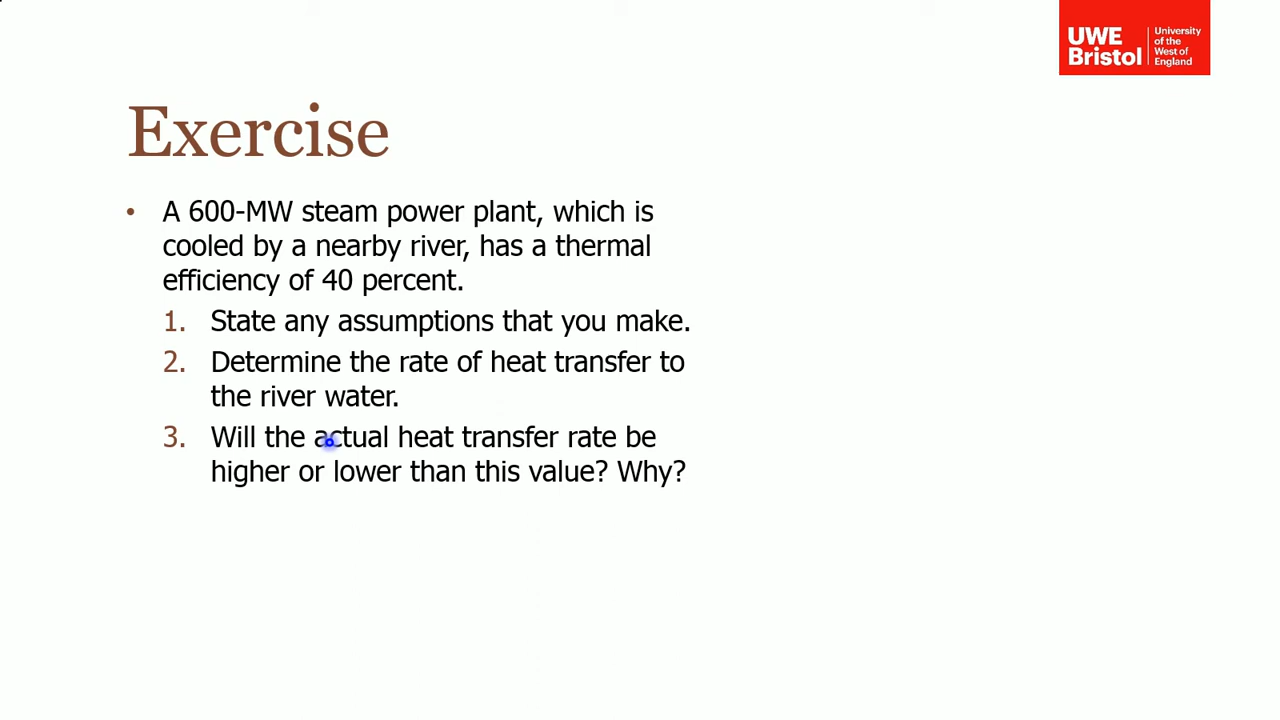 UWE
Bristol
University
of the
West of
England
Exercise
• A 600-MW steam power plant, which is
cooled by a nearby river, has a thermal
efficiency of 40 percent.
1. State any assumptions that you make.
2. Determine the rate of heat transfer to
the river water.
3. Will the actual heat transfer rate be
higher or lower than this value? Why?